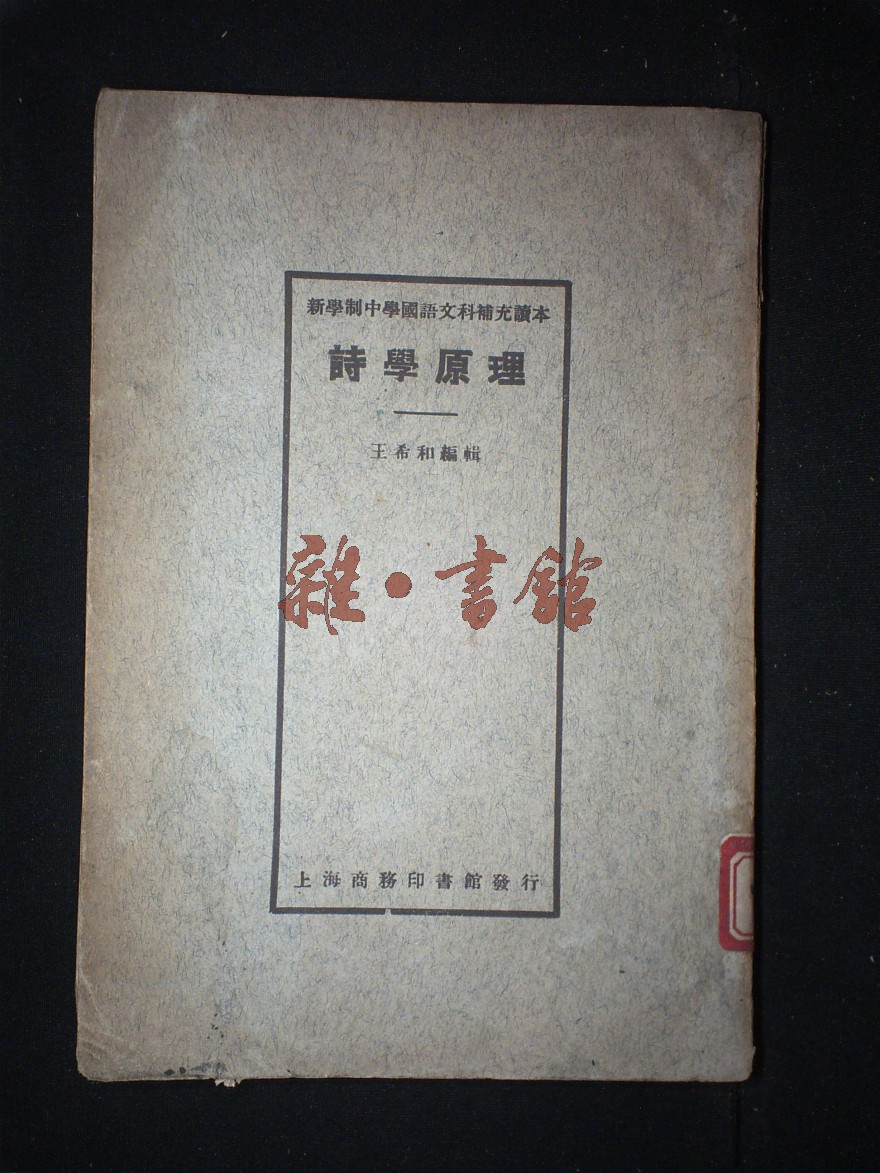 新學制中學國語文科補充讀本
詩學原理
王希和編輯
雜·書館
上海商務印書館發行